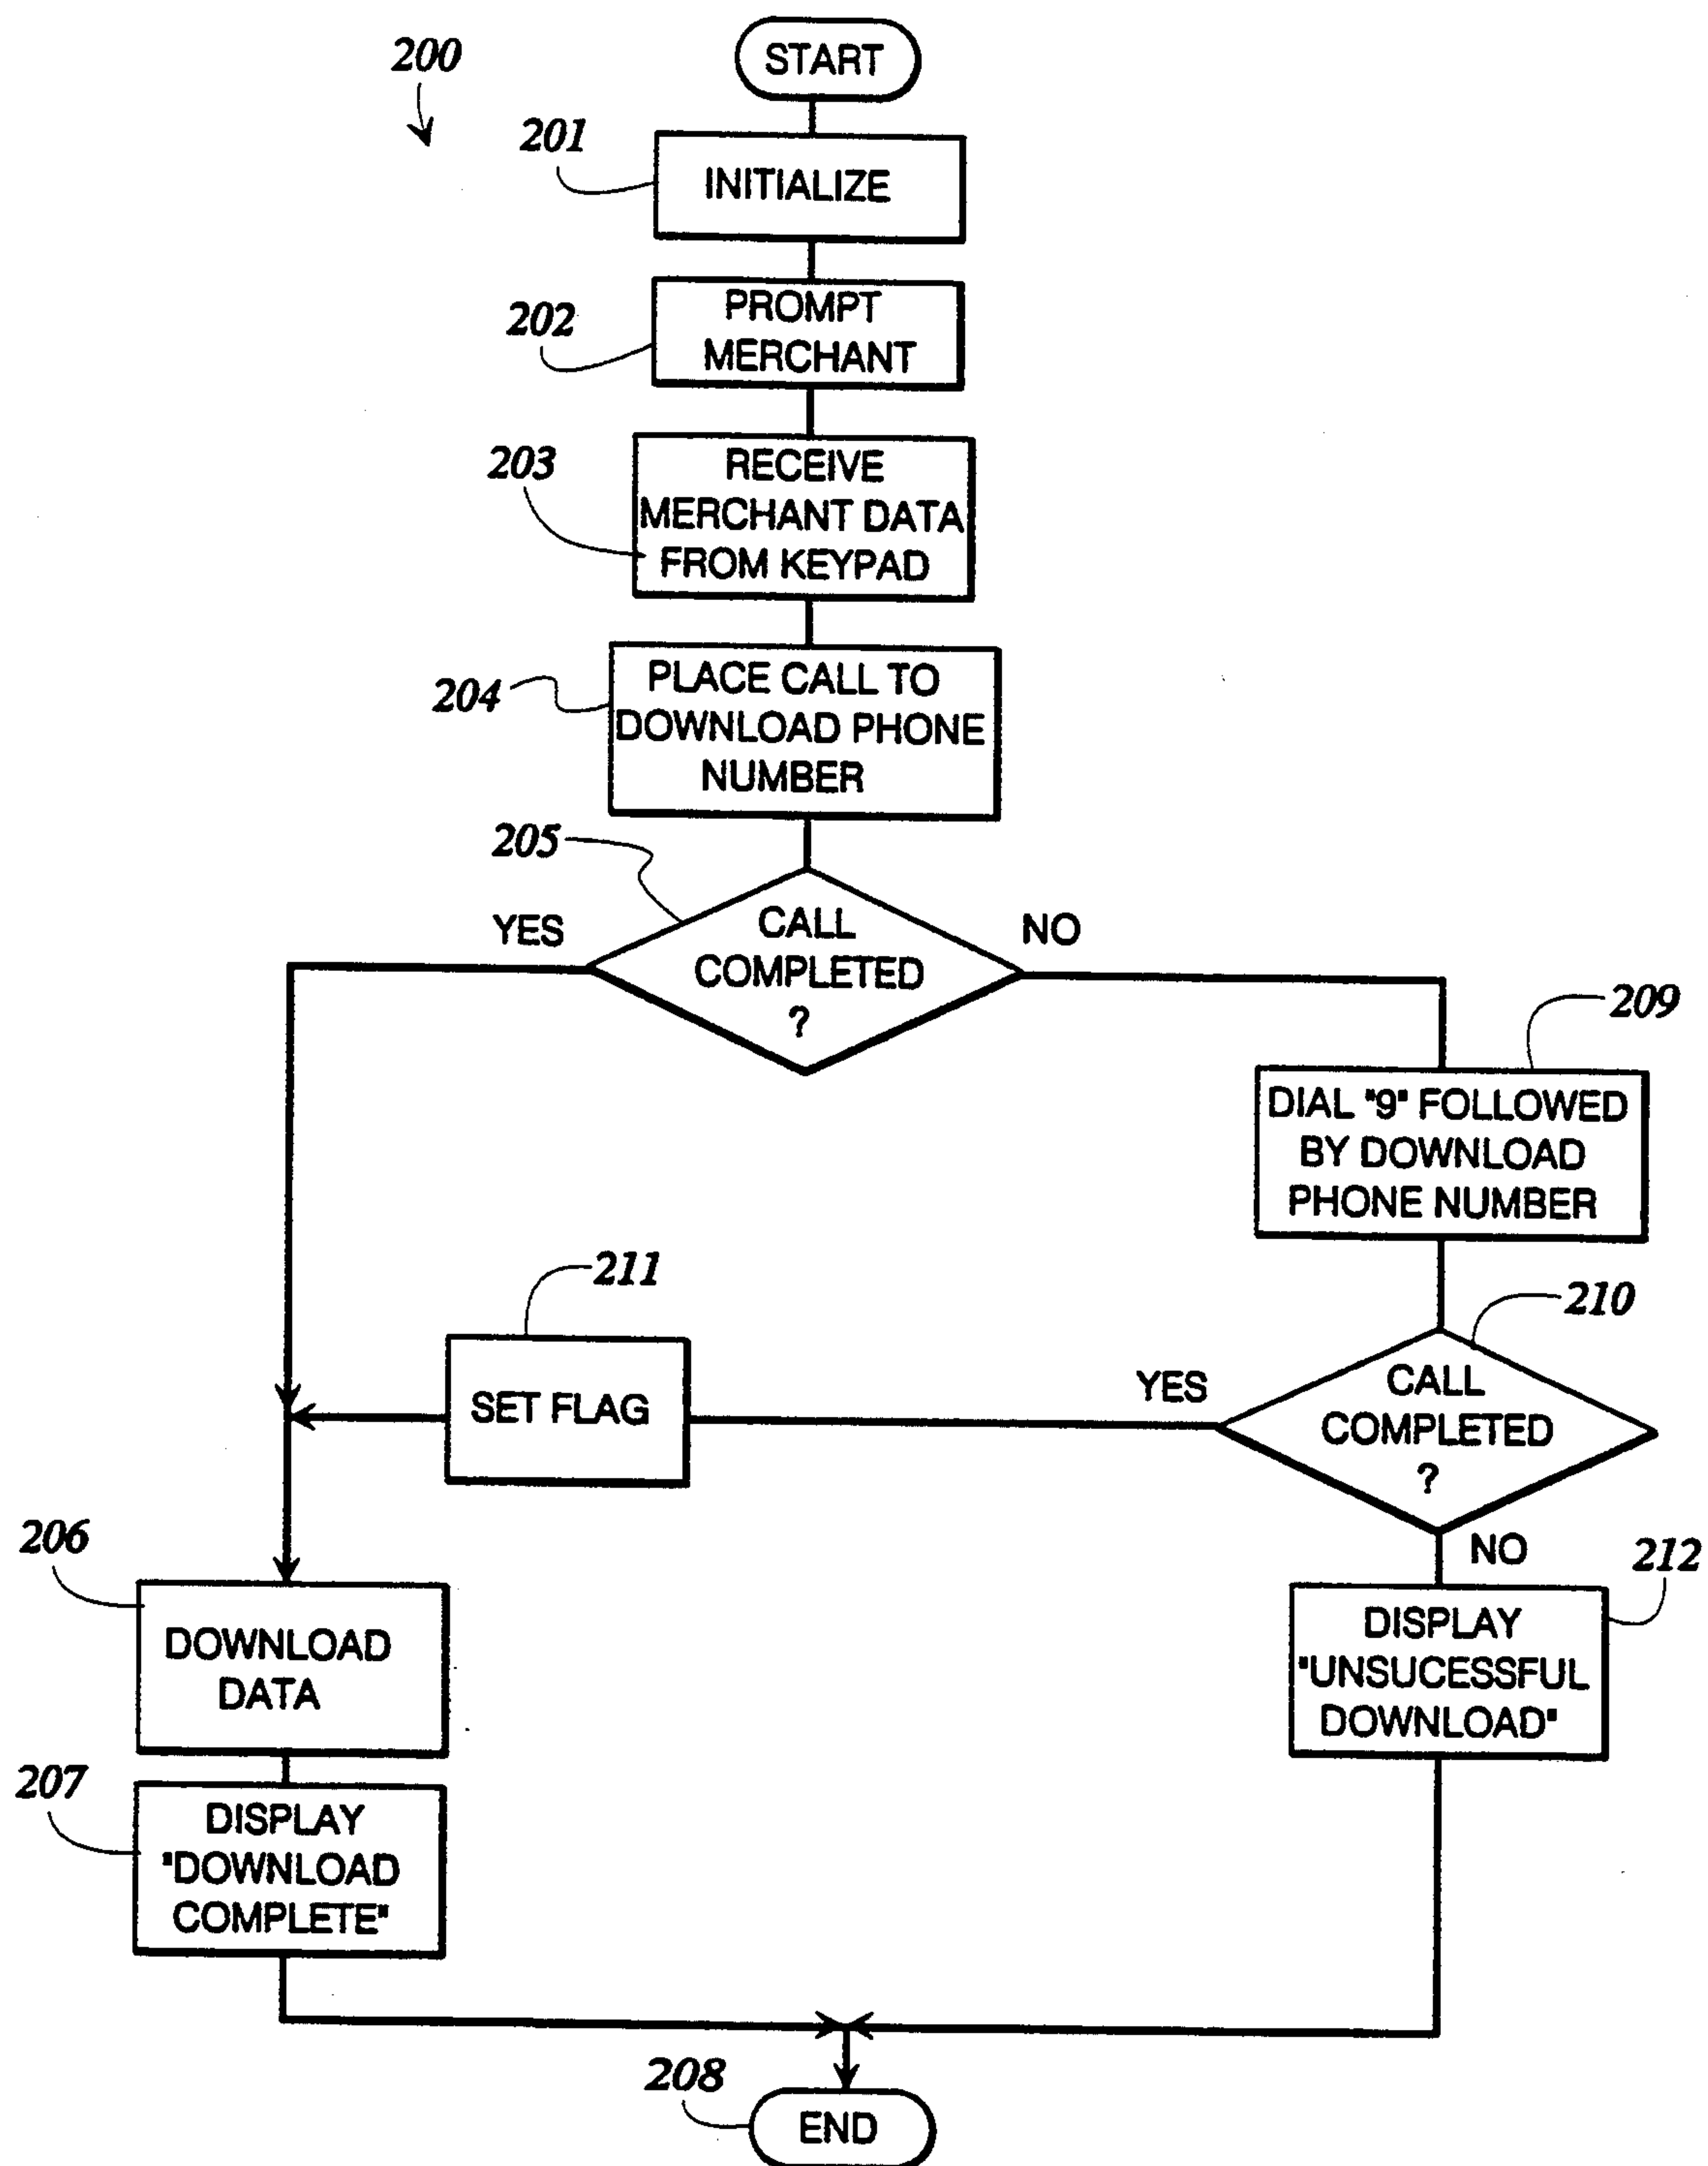 200
START
201
INITIALIZE
202
PROMPT
MERCHANT
203
RECEIVE
MERCHANT DATA
FROM KEYPAD
204
PLACE CALL TO
DOWNLOAD PHONE
NUMBER
205
YES
CALL
COMPLETED
?
NO
209
DIAL "9" FOLLOWED
BY DOWNLOAD
PHONE NUMBER
211
SET FLAG
210
YES
CALL
COMPLETED
?
NO
206
DOWNLOAD
DATA
212
DISPLAY
"UNSUCESSFUL
DOWNLOAD"
207
DISPLAY
"DOWNLOAD
COMPLETE"
208
END